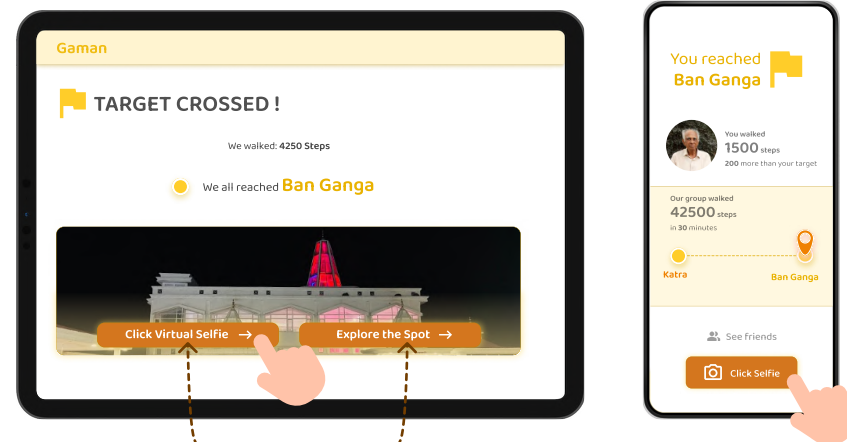 Gaman
TARGET CROSSED !
We walked: 4250 Steps
We all reached Ban Ganga
Click Virtual Selfie
Explore the Spot
You reached
Ban Ganga
You walked
1500 steps
200 more than your target
Our group walked
42500 steps
in 30 minutes
Katra
Ban Ganga
See friends
Click Selfie